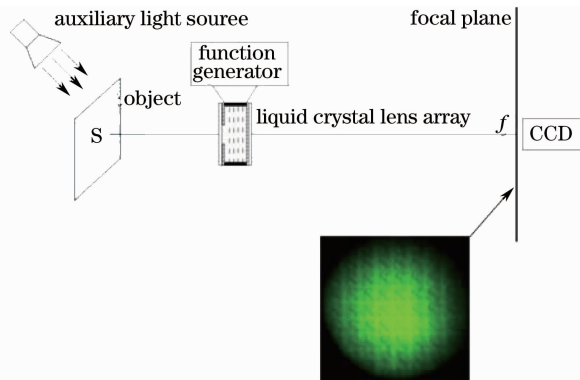 auxiliary light souree
focal plane
function
generator
object
liquid crystal lens array
S
f
CCD